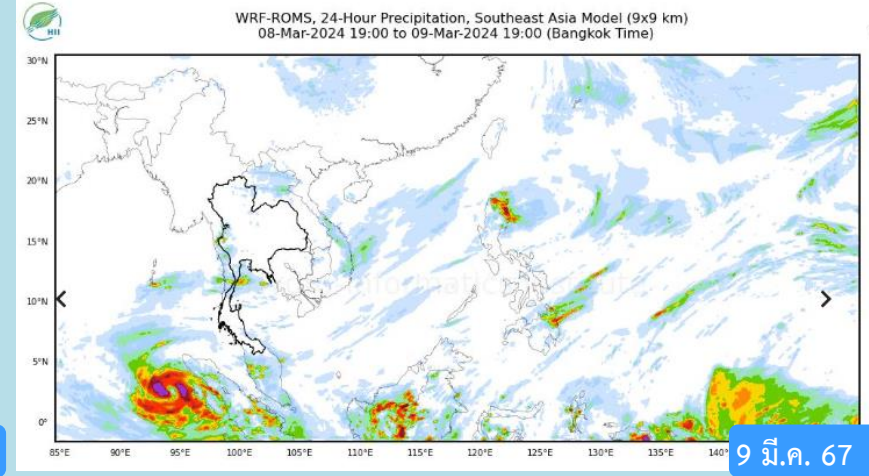 HII
WRF-ROMS, 24-Hour Precipitation, Southeast Asia Model (9x9 km)
08-Mar-2024 19:00 to 09-Mar-2024 19:00 (Bangkok Time)
30°N
25°N
20°N
15°N
10°N
5°N
0°
85°E 90°E 95°E 100°E 105°E 110°E 115°E 120°E 125°E 130°E 135°E 140°
9 มี.ค. 67